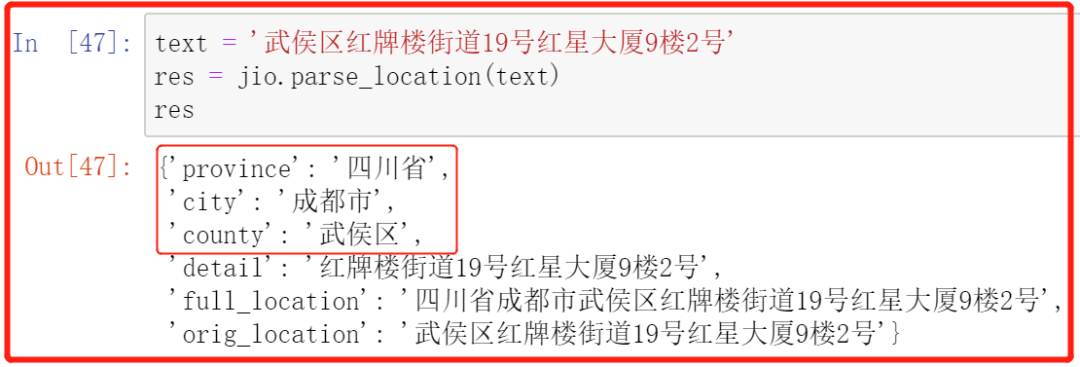 In [47]: text = '武侯区红牌楼街道19号红星大厦9楼2号'
res = jio.parse_location(text)
res
Out[47]: {'province': '四川省',
'city': '成都市',
'county': '武侯区',
'detail': '红牌楼街道19号红星大厦9楼2号',
'full_location': '四川省成都市武侯区红牌楼街道19号红星大厦9楼2号',
'orig_location': '武侯区红牌楼街道19号红星大厦9楼2号'}